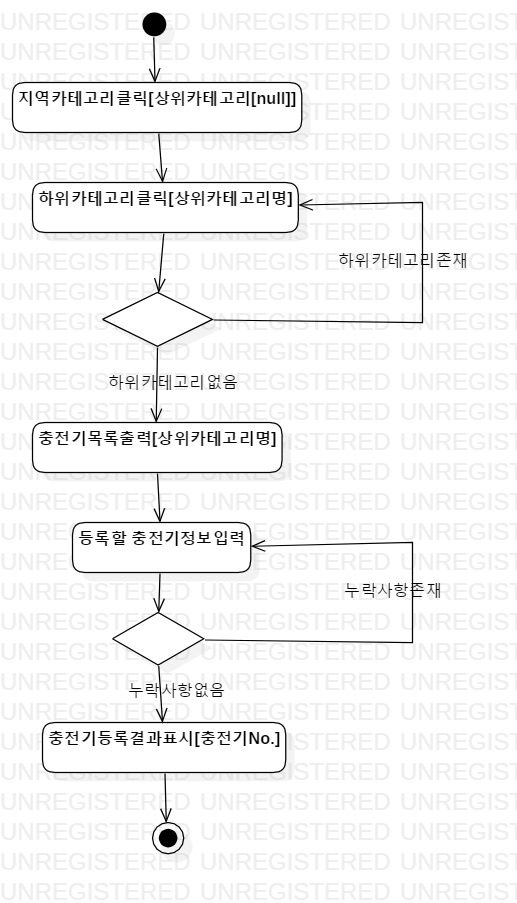 지역카테고리클릭[상위카테고리[null]]
하위카테고리클릭[상위카테고리명]
하위카테고리존재
하위카테고리없음
충전기목록출력[상위카테고리명]
등록할 충전기정보입력
누락사항존재
누락사항없음
충전기등록결과표시[충전기No.]
UNREGISTERED